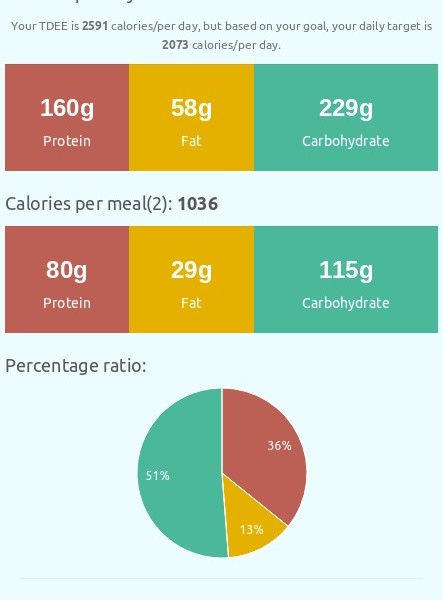 Your TDEE is 2591 calories/per day, but based on your goal, your daily target is
2073 calories/per day.
160g 58g 229g
Protein Fat Carbohydrate
Calories per meal(2): 1036
80g 29g 115g
Protein Fat Carbohydrate
Percentage ratio:
36%
51%
13%